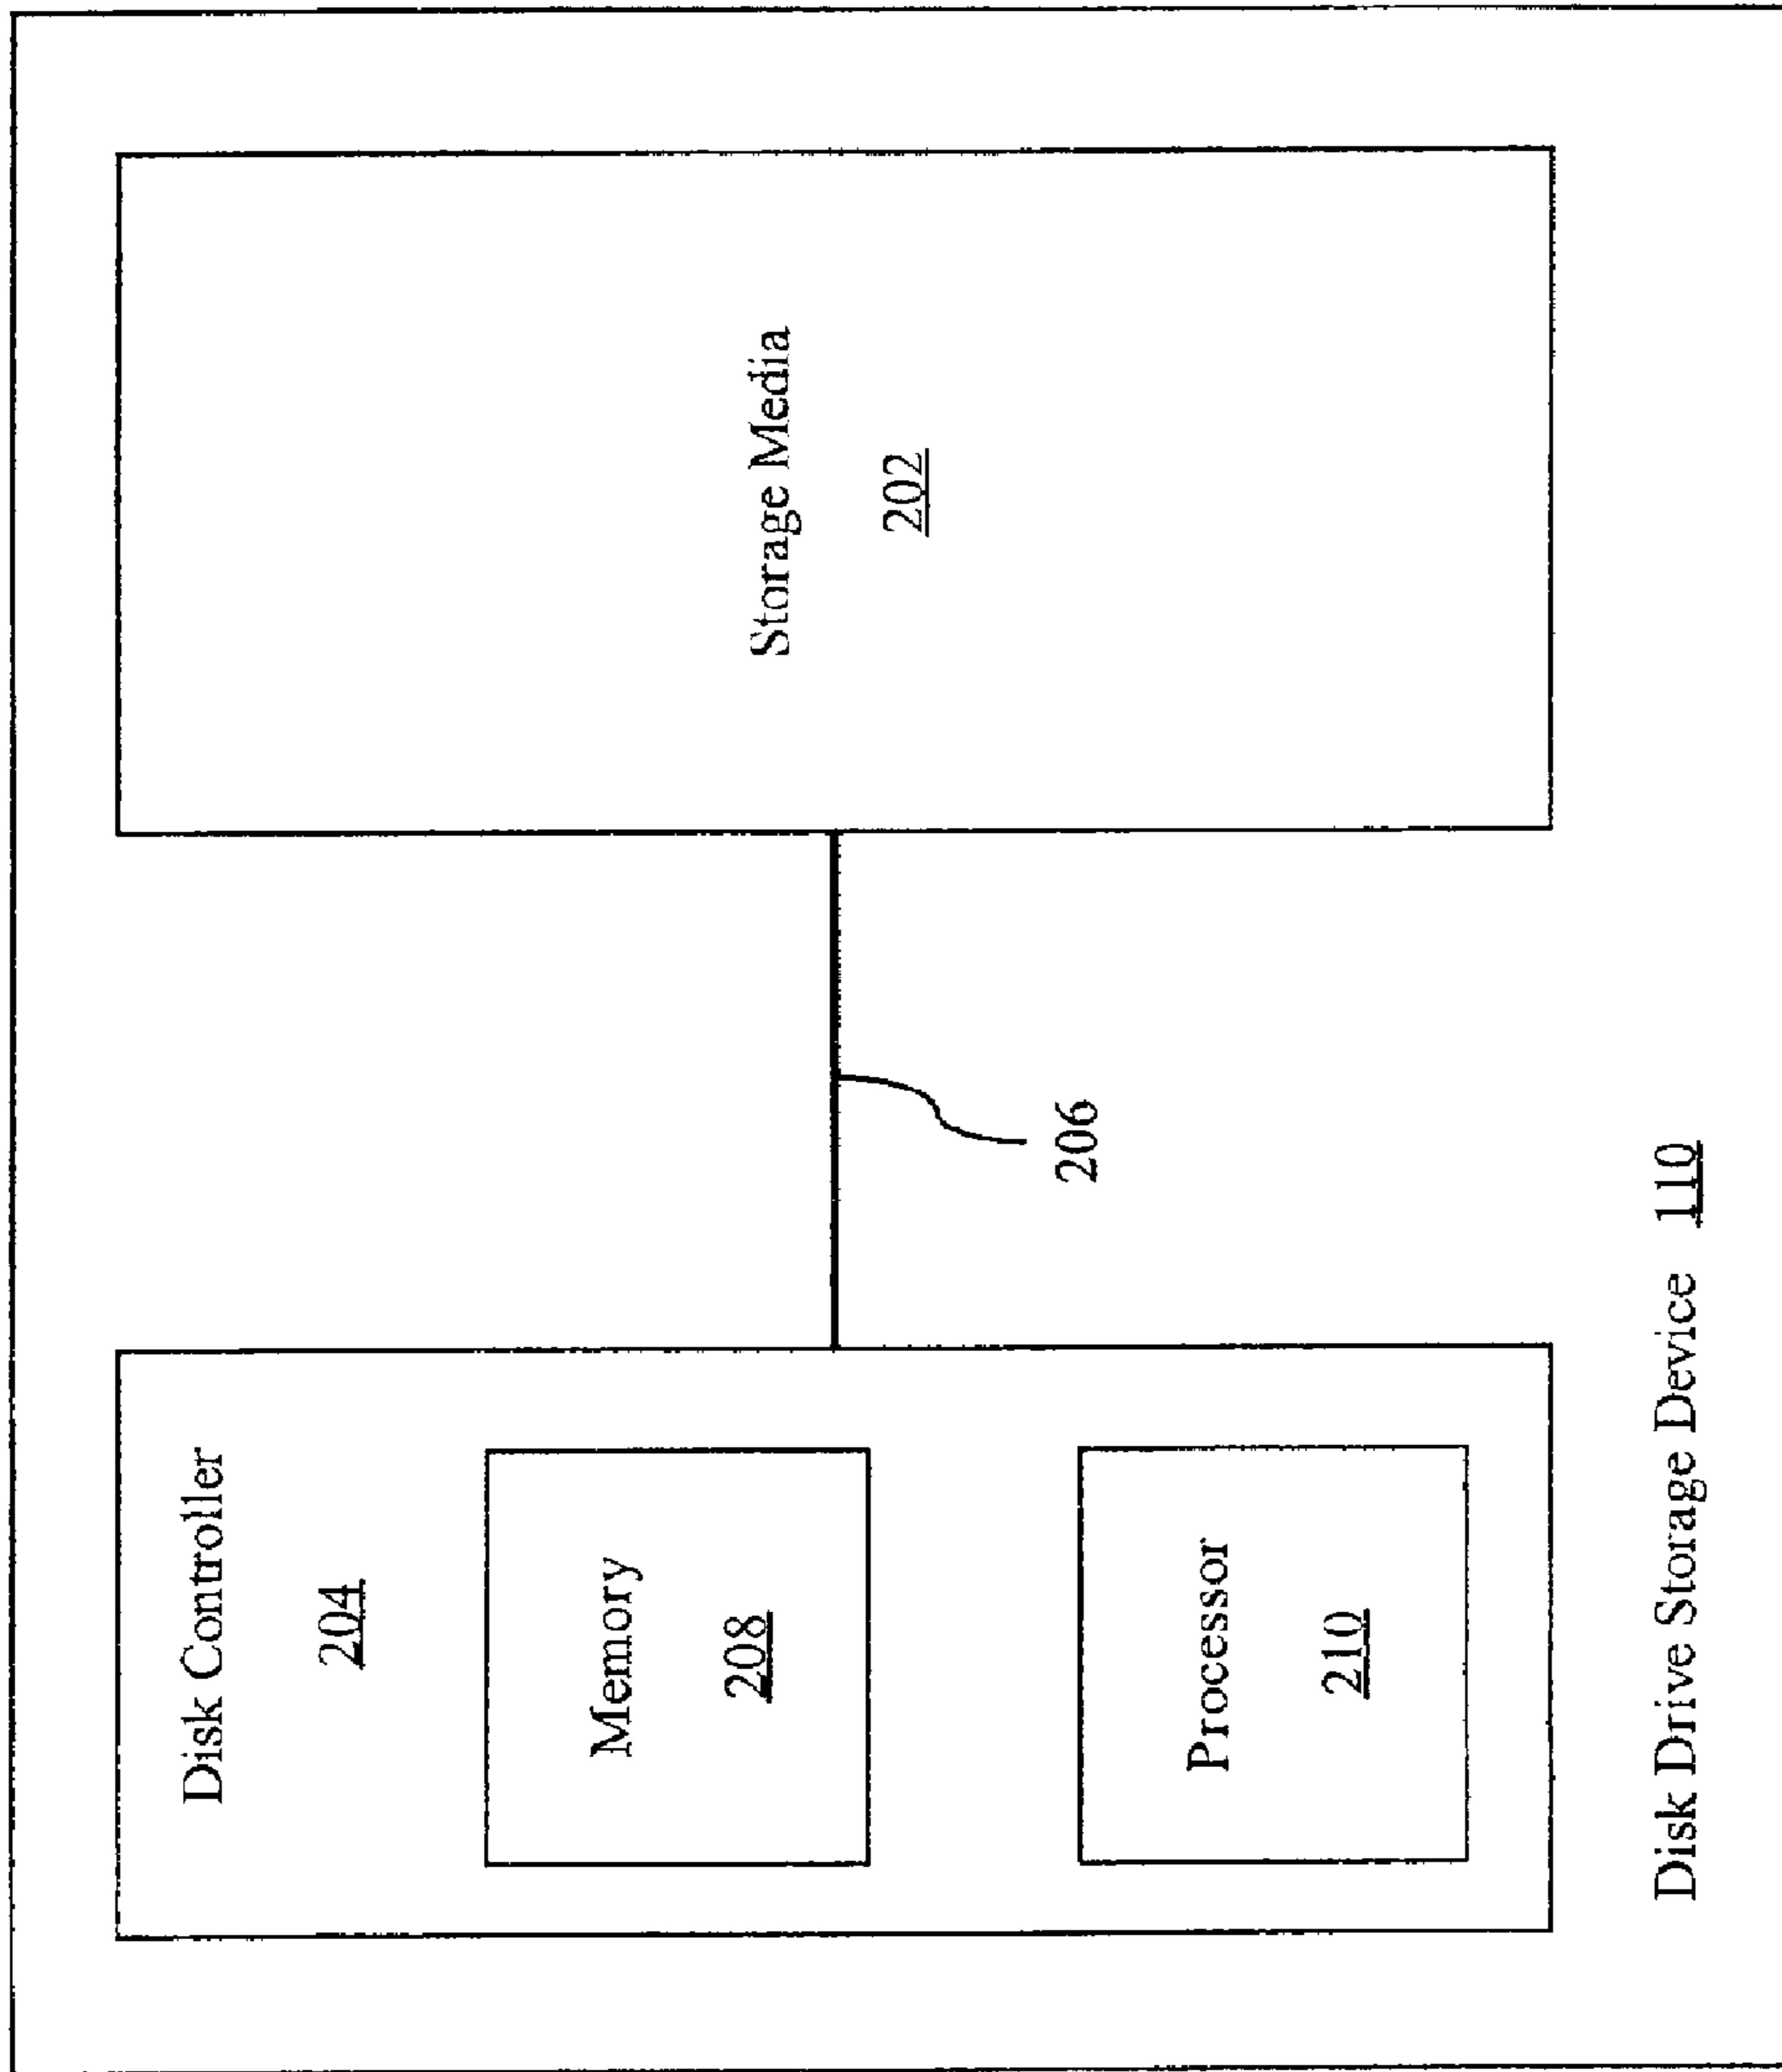 Disk Controller
204
Memory
208
Processor
210
206
Storage Media
202
Disk Drive Storage Device 110